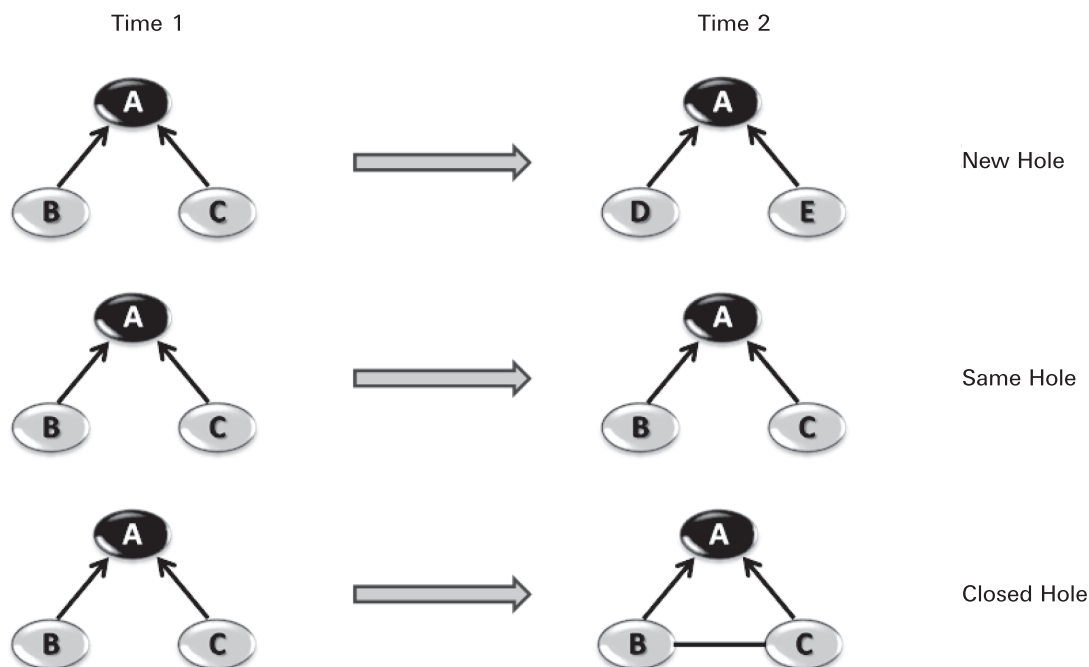 Time 1 Time 2
A A
New Hole
B C D E
A A
Same Hole
B C B C
A A
Closed Hole
B C B C